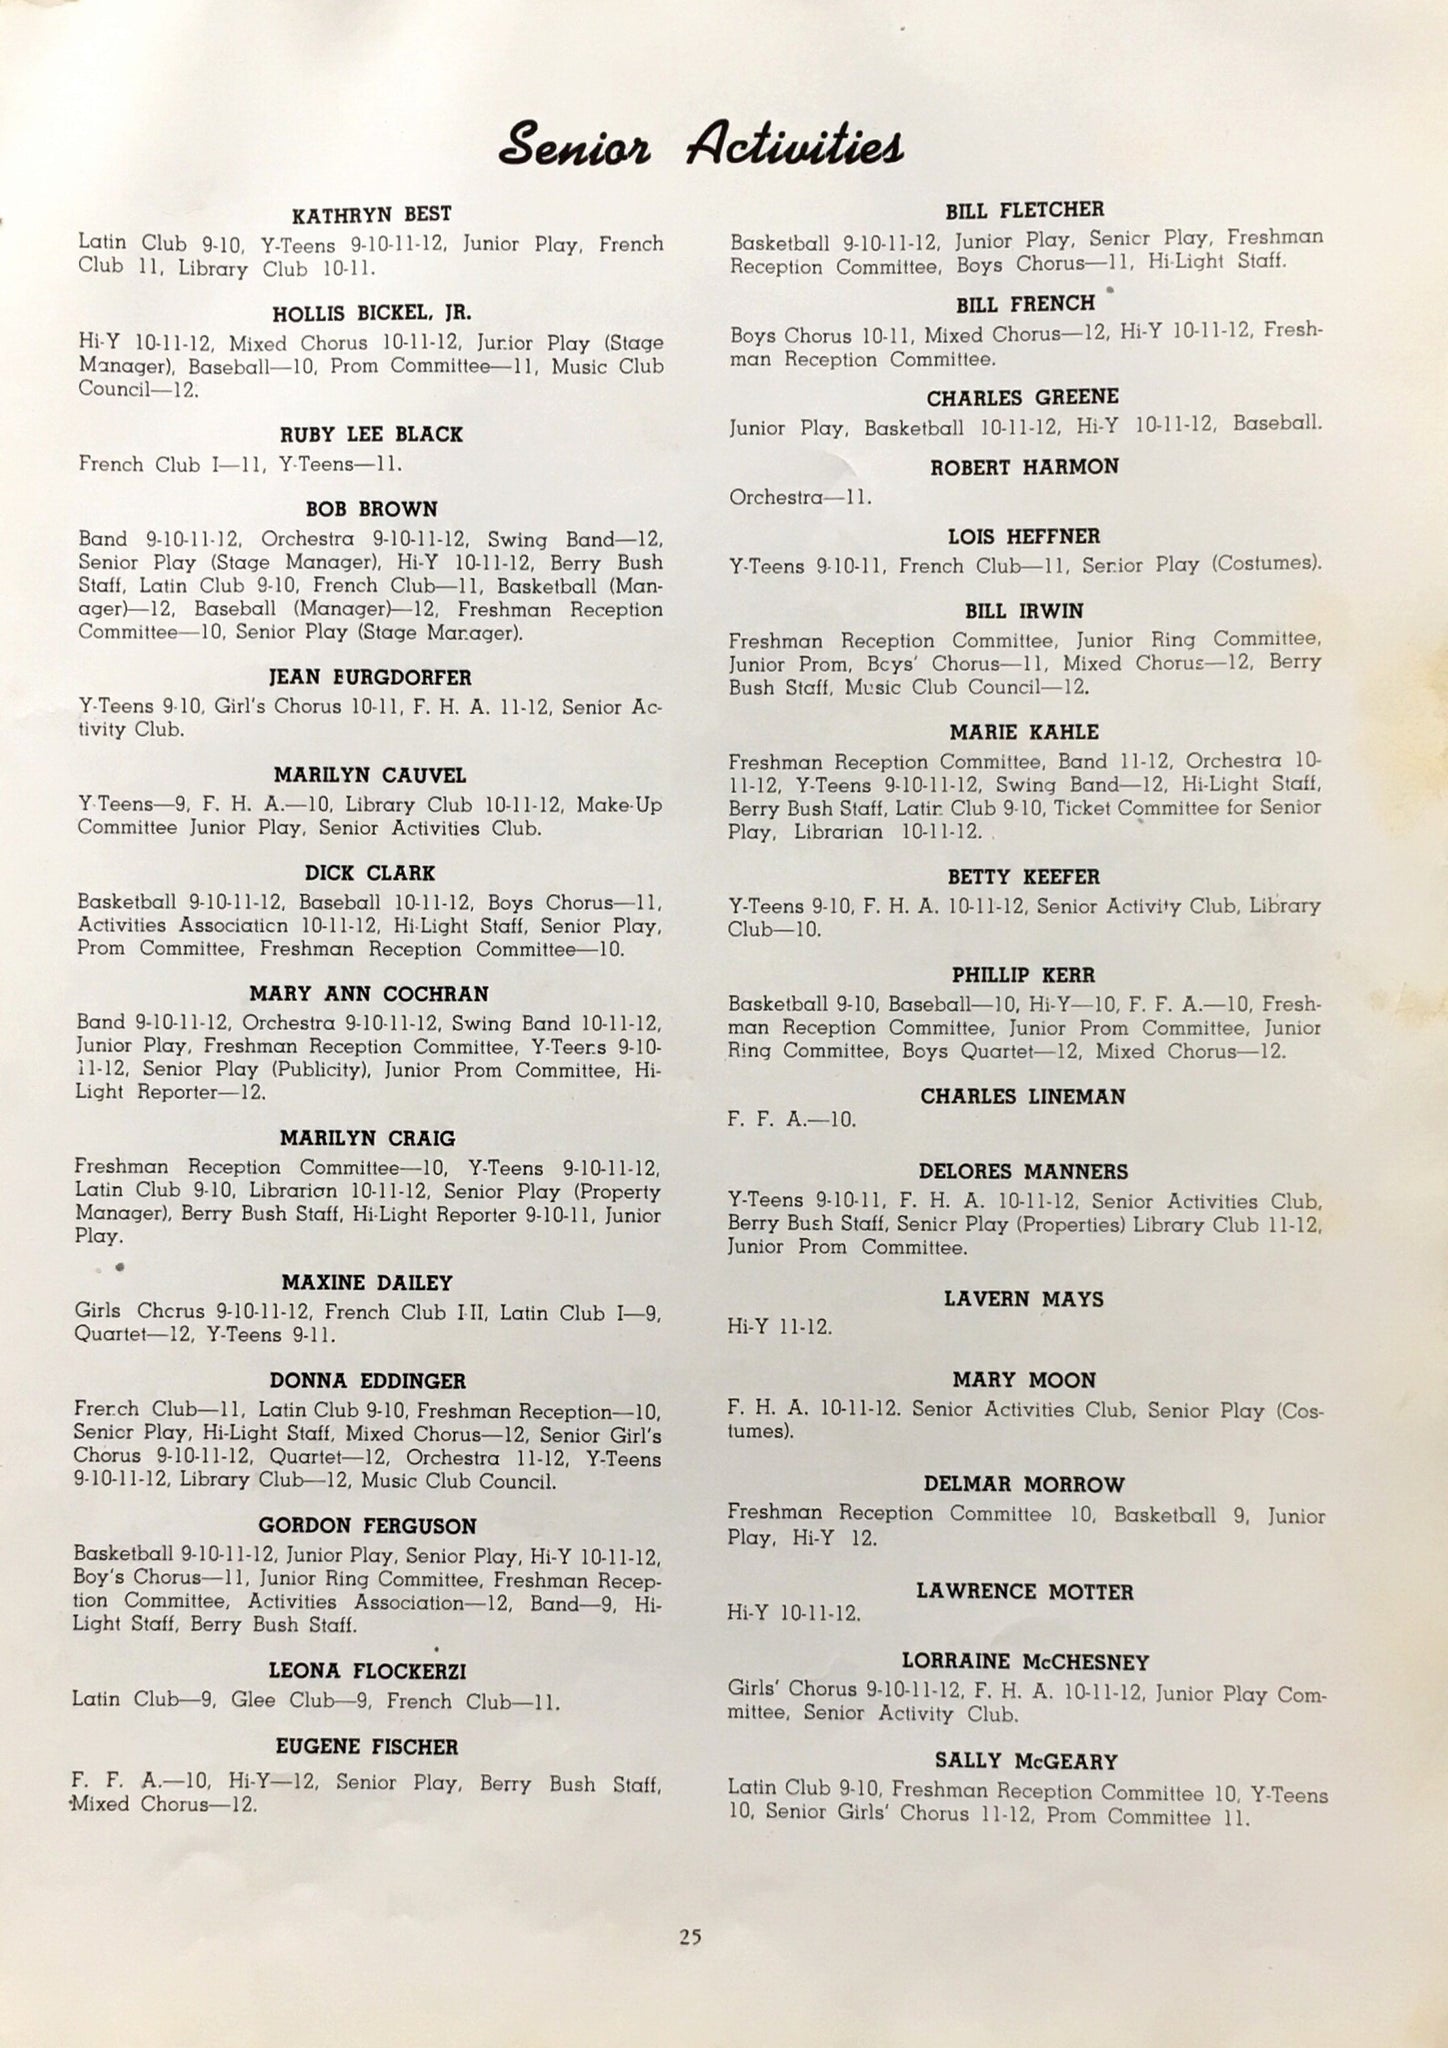 Senior Activities
KATHRYN BEST
Latin Club 9-10, Y-Teens 9-10-11-12, Junior Play, French
Club 11, Library Club 10-11.
HOLLIS BICKEL, JR.
Hi-Y 10-11-12, Mixed Chorus 10-11-12, Junior Play (Stage
Manager), Baseball—10, Prom Committee—11, Music Club
Council—12.
RUBY LEE BLACK
French Club I—11, Y-Teens—11.
BOB BROWN
Band 9-10-11-12, Orchestra 9-10-11-12, Swing Band—12,
Senior Play (Stage Manager), Hi-Y 10-11-12, Berry Bush
Staff, Latin Club 9-10, French Club—11, Basketball (Man-
ager)—12, Baseball (Manager)—12, Freshman Reception
Committee—10, Senior Play (Stage Manager).
JEAN BURGDORFER
Y-Teens 9-10, Girl's Chorus 10-11, F. H. A. 11-12, Senior Ac-
tivity Club.
MARILYN CAUVEL
Y-Teens—9, F. H. A.—10, Library Club 10-11-12, Make-Up
Committee Junior Play, Senior Activities Club.
DICK CLARK
Basketball 9-10-11-12, Baseball 10-11-12, Boys Chorus—11,
Activities Association 10-11-12, Hi-Light Staff, Senior Play,
Prom Committee, Freshman Reception Committee—10.
MARY ANN COCHRAN
Band 9-10-11-12, Orchestra 9-10-11-12, Swing Band 10-11-12,
Junior Play, Freshman Reception Committee, Y-Teens 9-10-
11-12, Senior Play (Publicity), Junior Prom Committee, Hi-
Light Reporter—12.
MARILYN CRAIG
Freshman Reception Committee—10, Y-Teens 9-10-11-12,
Latin Club 9-10, Librarian 10-11-12, Senior Play (Property
Manager), Berry Bush Staff, Hi-Light Reporter 9-10-11, Junior
Play.
MAXINE DAILEY
Girls Chorus 9-10-11-12, French Club I-II, Latin Club I—9,
Quartet—12, Y-Teens 9-11.
DONNA EDDINGER
French Club—11, Latin Club 9-10, Freshman Reception—10,
Senior Play, Hi-Light Staff, Mixed Chorus—12, Senior Girl's
Chorus 9-10-11-12, Quartet—12, Orchestra 11-12, Y-Teens
9-10-11-12, Library Club—12, Music Club Council.
GORDON FERGUSON
Basketball 9-10-11-12, Junior Play, Senior Play, Hi-Y 10-11-12,
Boy's Chorus—11, Junior Ring Committee, Freshman Recep-
tion Committee, Activities Association—12, Band—9, Hi-
Light Staff, Berry Bush Staff.
LEONA FLOCKERZI
Latin Club—9, Glee Club—9, French Club—11.
EUGENE FISCHER
F. F. A.—10, Hi-Y—12, Senior Play, Berry Bush Staff,
Mixed Chorus—12.
BILL FLETCHER
Basketball 9-10-11-12, Junior Play, Senior Play, Freshman
Reception Committee, Boys Chorus—11, Hi-Light Staff.
BILL FRENCH
Boys Chorus 10-11, Mixed Chorus—12, Hi-Y 10-11-12, Fresh-
man Reception Committee.
CHARLES GREENE
Junior Play, Basketball 10-11-12, Hi-Y 10-11-12, Baseball.
ROBERT HARMON
Orchestra—11.
LOIS HEFFNER
Y-Teens 9-10-11, French Club—11, Senior Play (Costumes).
BILL IRWIN
Freshman Reception Committee, Junior Ring Committee,
Junior Prom, Boys' Chorus—11, Mixed Chorus—12, Berry
Bush Staff, Music Club Council—12.
MARIE KAHLE
Freshman Reception Committee, Band 11-12, Orchestra 10-
11-12, Y-Teens 9-10-11-12, Swing Band—12, Hi-Light Staff,
Berry Bush Staff, Latin Club 9-10, Ticket Committee for Senior
Play, Librarian 10-11-12.
BETTY KEEFER
Y-Teens 9-10, F. H. A. 10-11-12, Senior Activity Club, Library
Club—10.
PHILLIP KERR
Basketball 9-10, Baseball—10, Hi-Y—10, F. F. A.—10, Fresh-
man Reception Committee, Junior Prom Committee, Junior
Ring Committee, Boys Quartet—12, Mixed Chorus—12.
CHARLES LINEMAN
F. F. A.—10.
DELORES MANNERS
Y-Teens 9-10-11, F. H. A. 10-11-12, Senior Activities Club,
Berry Bush Staff, Senior Play (Properties) Library Club 11-12,
Junior Prom Committee.
LAVERN MAYS
Hi-Y 11-12.
MARY MOON
F. H. A. 10-11-12. Senior Activities Club, Senior Play (Cos-
tumes).
DELMAR MORROW
Freshman Reception Committee 10, Basketball 9, Junior
Play, Hi-Y 12.
LAWRENCE MOTTER
Hi-Y 10-11-12.
LORRAINE McCHESNEY
Girls' Chorus 9-10-11-12, F. H. A. 10-11-12, Junior Play Com-
mittee, Senior Activity Club.
SALLY McGEARY
Latin Club 9-10, Freshman Reception Committee 10, Y-Teens
10, Senior Girls' Chorus 11-12, Prom Committee 11.
25